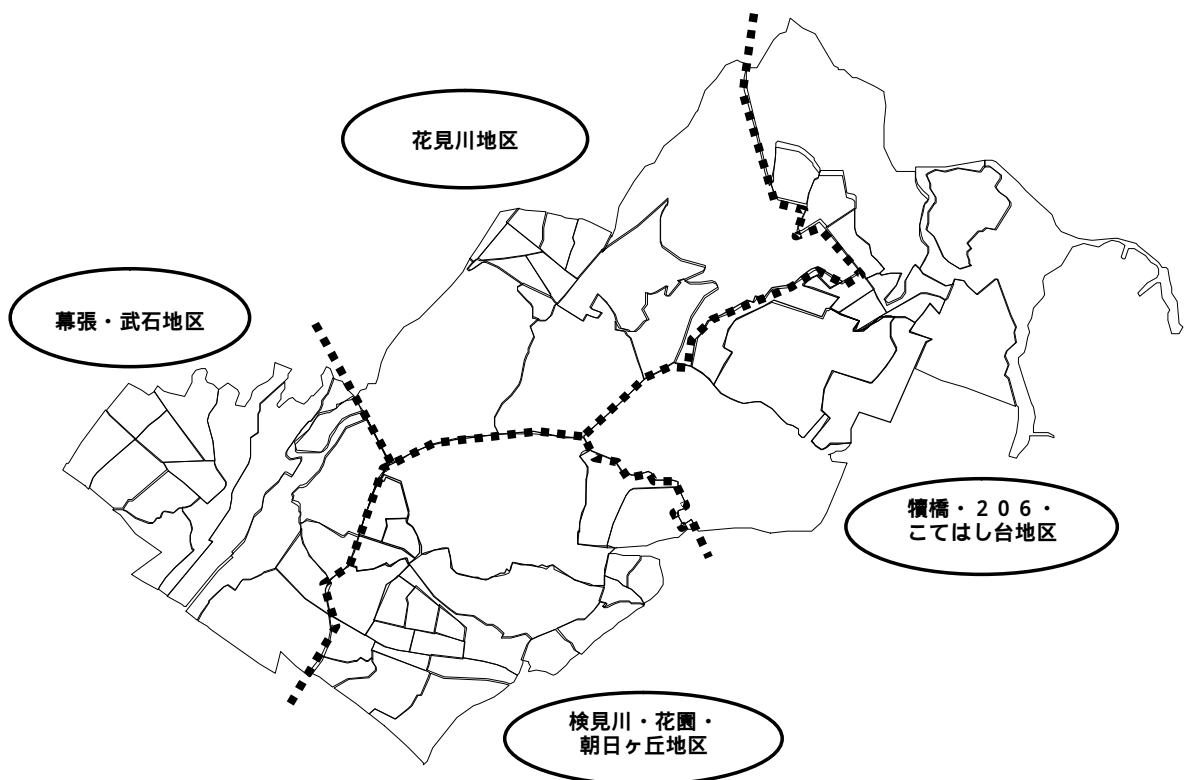 花見川地区
幕張・武石地区
犢橋・２０６・
こてはし台地区
検見川・花園・
朝日ヶ丘地区